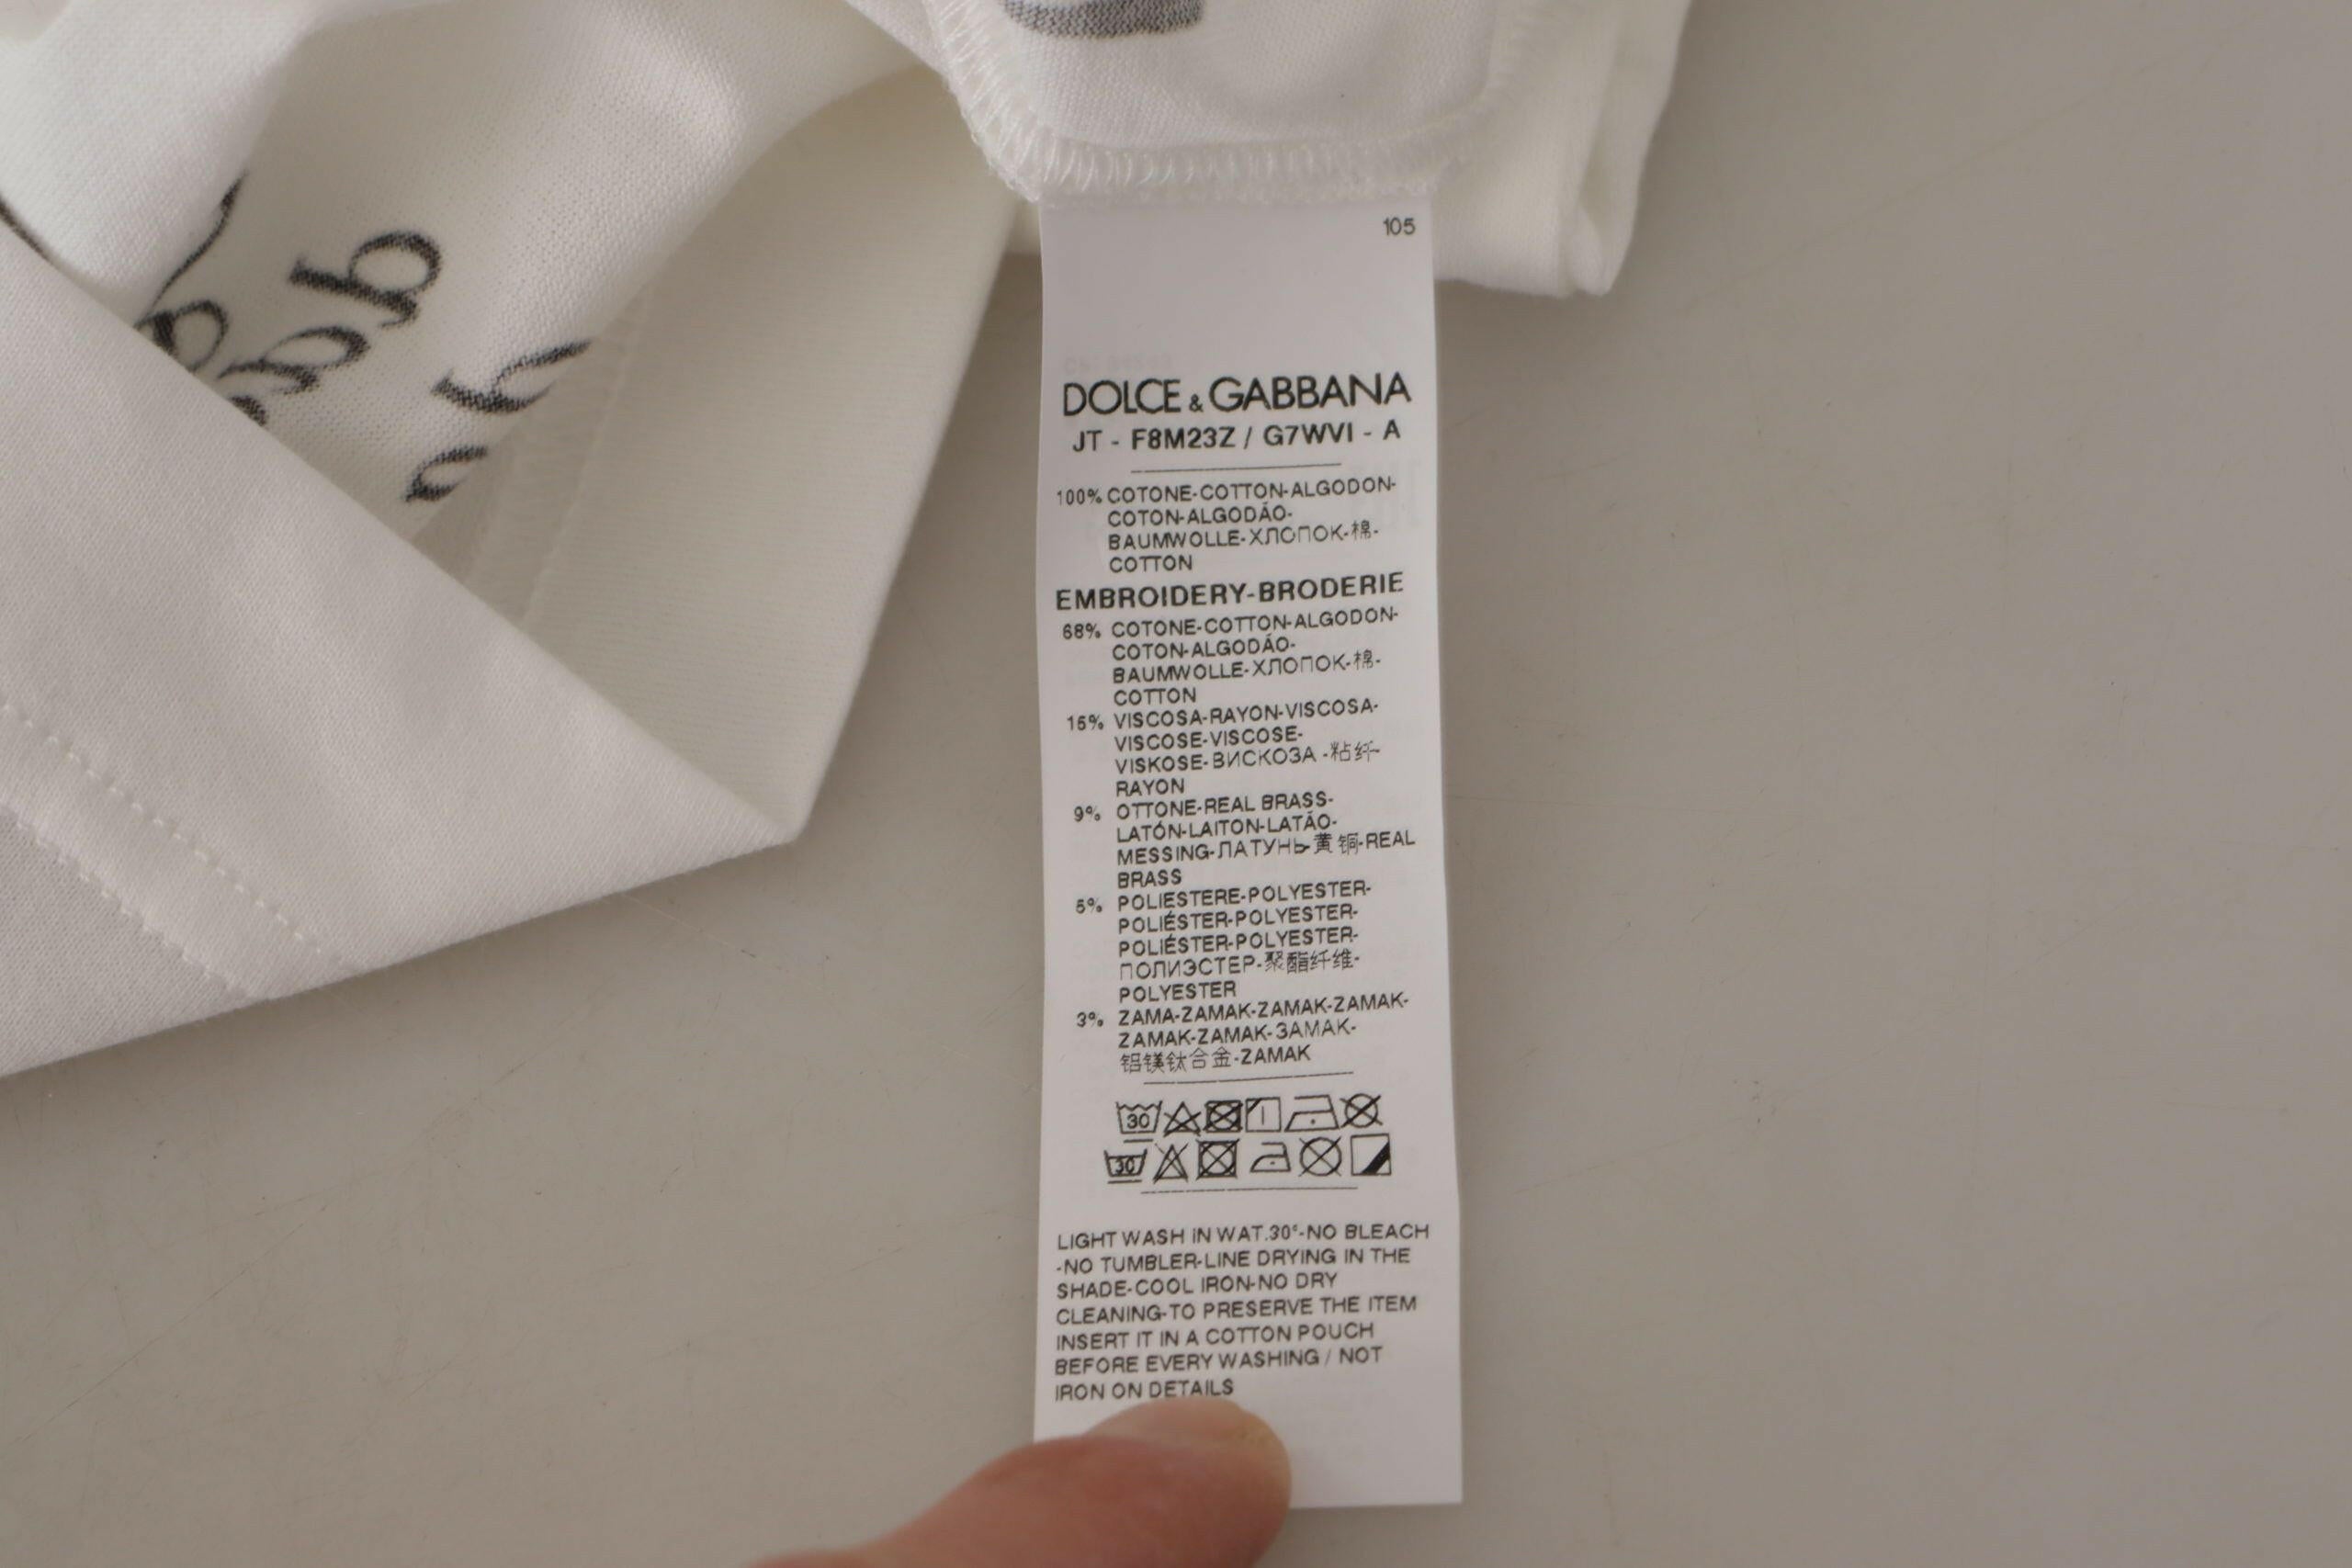 105
DOLCE & GABBANA
JT - F8M23Z / G7WVI - A
100% COTONE-COTTON-ALGODON-
COTON-ALGODÃO-
BAUMWOLLE-ХЛОПОК-棉-
COTTON
EMBROIDERY-BRODERIE
68% COTONE-COTTON-ALGODON-
COTON-ALGODÃO-
BAUMWOLLE-ХЛОПОК-棉-
COTTON
15% VISCOSA-RAYON-VISCOSA-
VISCOSE-VISCOSE-
VISKOSE-ВИСКОЗА -粘纤-
RAYON
9% OTTONE-REAL BRASS-
LATÓN-LAITON-LATÃO-
MESSING-ЛАТУНЬ-黄铜-REAL
BRASS
5% POLIESTERE-POLYESTER-
POLIÉSTER-POLYESTER-
POLIÉSTER-POLYESTER-
ПОЛИЭСТЕР-聚酯纤维-
POLYESTER
3% ZAMA-ZAMAK-ZAMAK-ZAMAK-
ZAMAK-ZAMAK-ЗАМАК-
铝镁钛合金-ZAMAK
30
30
LIGHT WASH IN WAT.30°-NO BLEACH
-NO TUMBLER-LINE DRYING IN THE
SHADE-COOL IRON-NO DRY
CLEANING-TO PRESERVE THE ITEM
INSERT IT IN A COTTON POUCH
BEFORE EVERY WASHING / NOT
IRON ON DETAILS